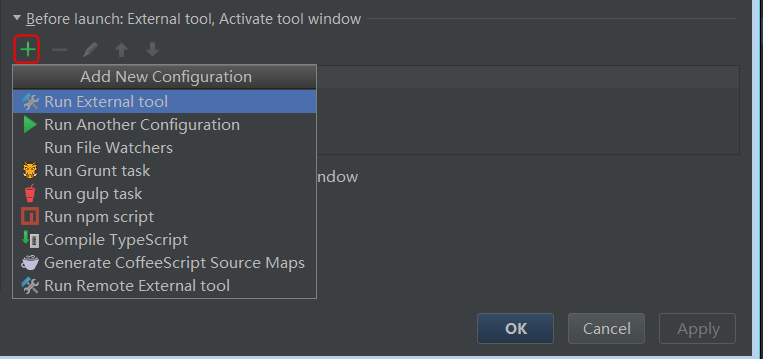 Before launch: External tool, Activate tool window
Add New Configuration
Run External tool
Run Another Configuration
Run File Watchers
Run Grunt task
ndow
Run gulp task
Run npm script
Compile TypeScript
Generate CoffeeScript Source Maps
Run Remote External tool
OK Cancel Apply